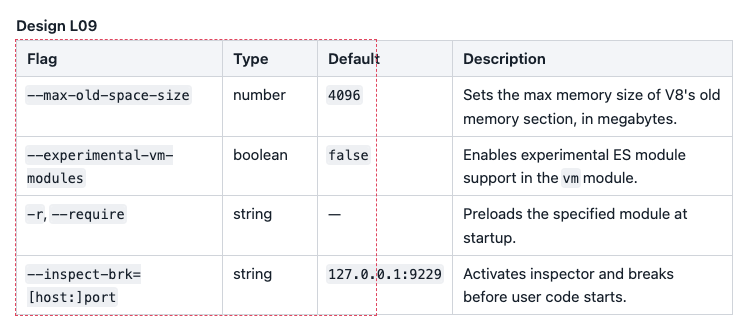 Design L09
Flag Type Default Description
--max-old-space-size number 4096 Sets the max memory size of V8's old
memory section, in megabytes.
--experimental-vm- boolean false Enables experimental ES module
modules support in the vm module.
-r, --require string — Preloads the specified module at
startup.
--inspect-brk= string 127.0.0.1:9229 Activates inspector and breaks
[host:]port before user code starts.